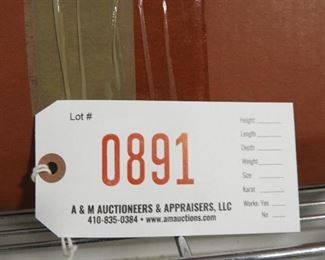 Lot #
0891
A & M AUCTIONEERS & APPRAISERS, LLC
410-835-0384 • www.amauctions.com
Height:
Length:
Depth:
Weight:
Size
Karat
Works: Yes
No